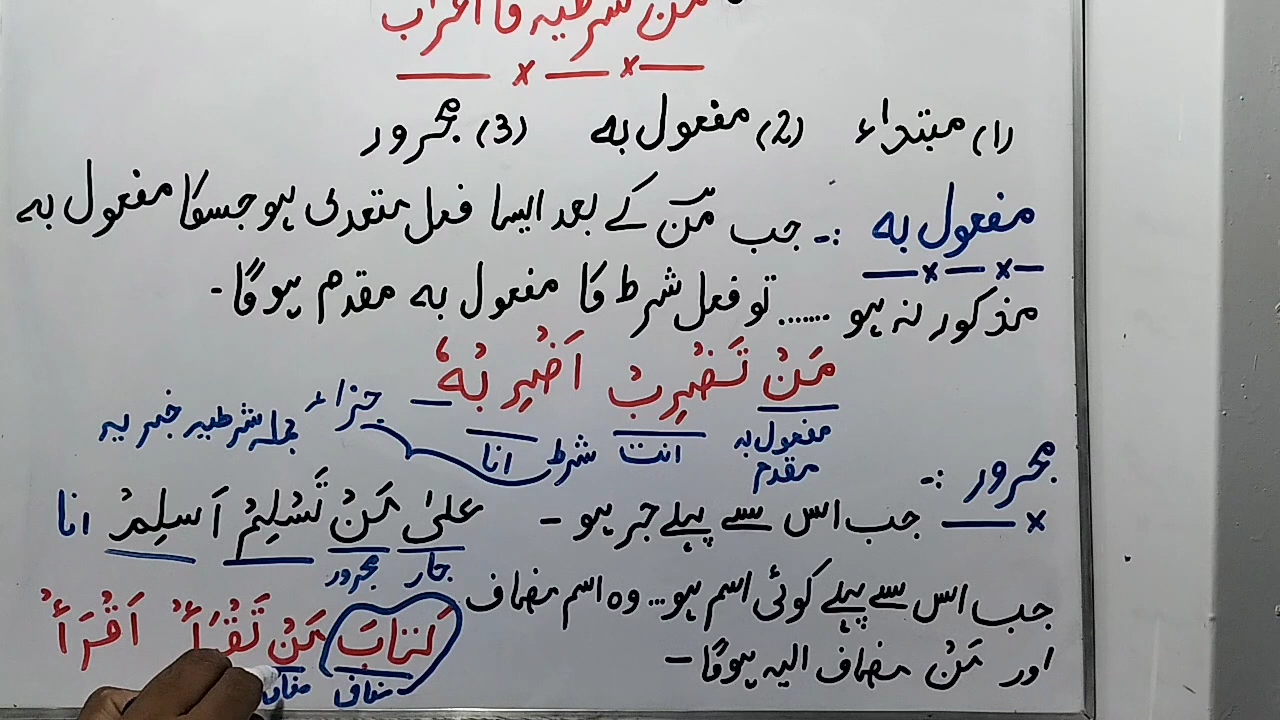 مَنْ شرطیہ کا اعراب
(1) مبتداء (2) مفعول بہ (3) مجرور
مفعول بہ :۔ جب مَنْ کے بعد ایسا فعل متعدی ہو جسکا مفعول بہ
مذکور نہ ہو ....... تو فعل شرط کا مفعول بہ مقدم ہوگا۔
مَنْ تَضْرِبْ اَضْرِبْهُ
مفعول بہ مقدم انت شرط انا جزاء جملہ شرطیہ خبریہ
مجرور :۔ جب اس سے پہلے جر ہو۔ عَلیٰ مَنْ تُسَلِّمْ اُسَلِّمْ انا
جار مجرور
جب اس سے پہلے کوئی اسم ہو... وہ اسم مضاف
اور مَنْ مضاف الیہ ہوگا۔
كِتَابَ مَنْ تَقْرَأْ اَقْرَأْ
مضاف مضاف